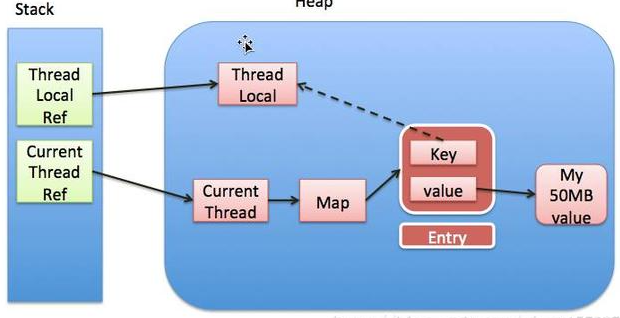 Stack
Heap
Thread
Local
Ref
Thread
Local
Current
Thread
Ref
Key
Current
Thread
Map
value
My
50MB
value
Entry